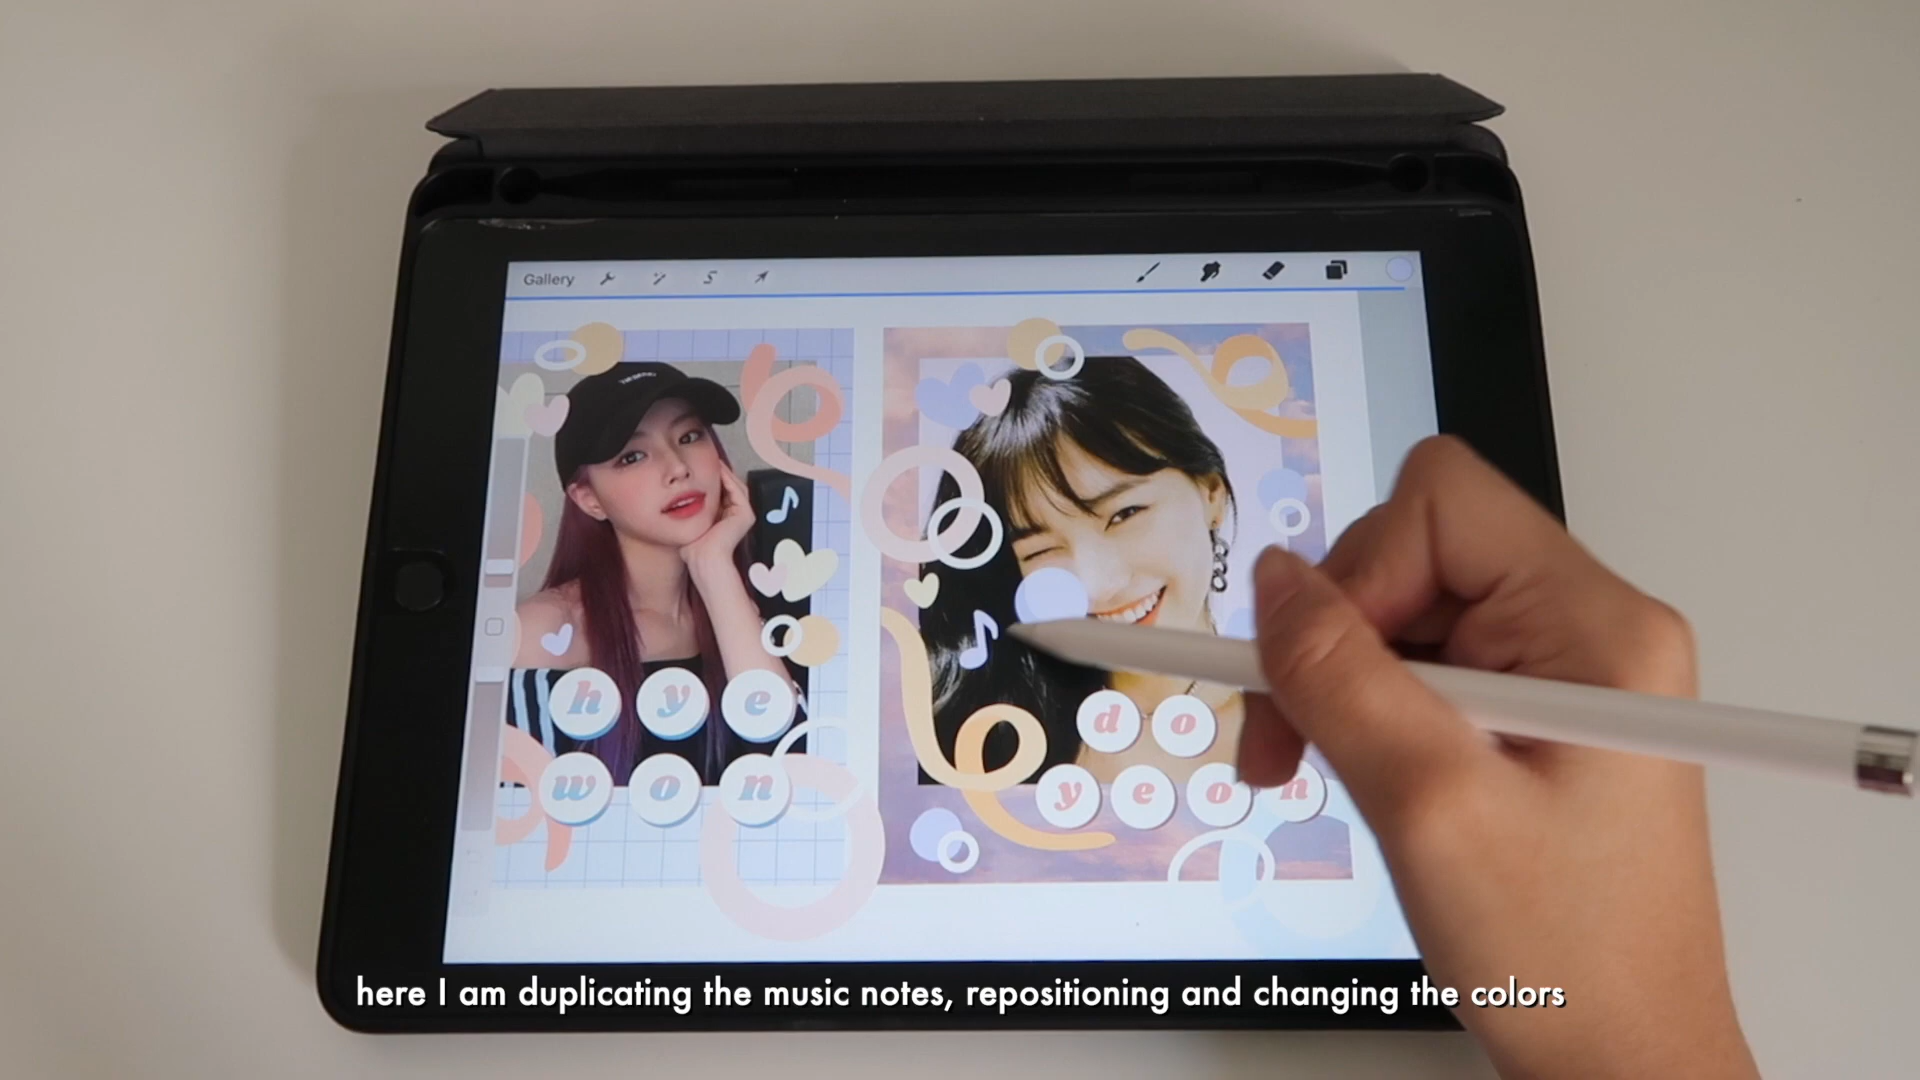 Gallery
h y e
w o n
d o
y e o n
here I am duplicating the music notes, repositioning and changing the colors